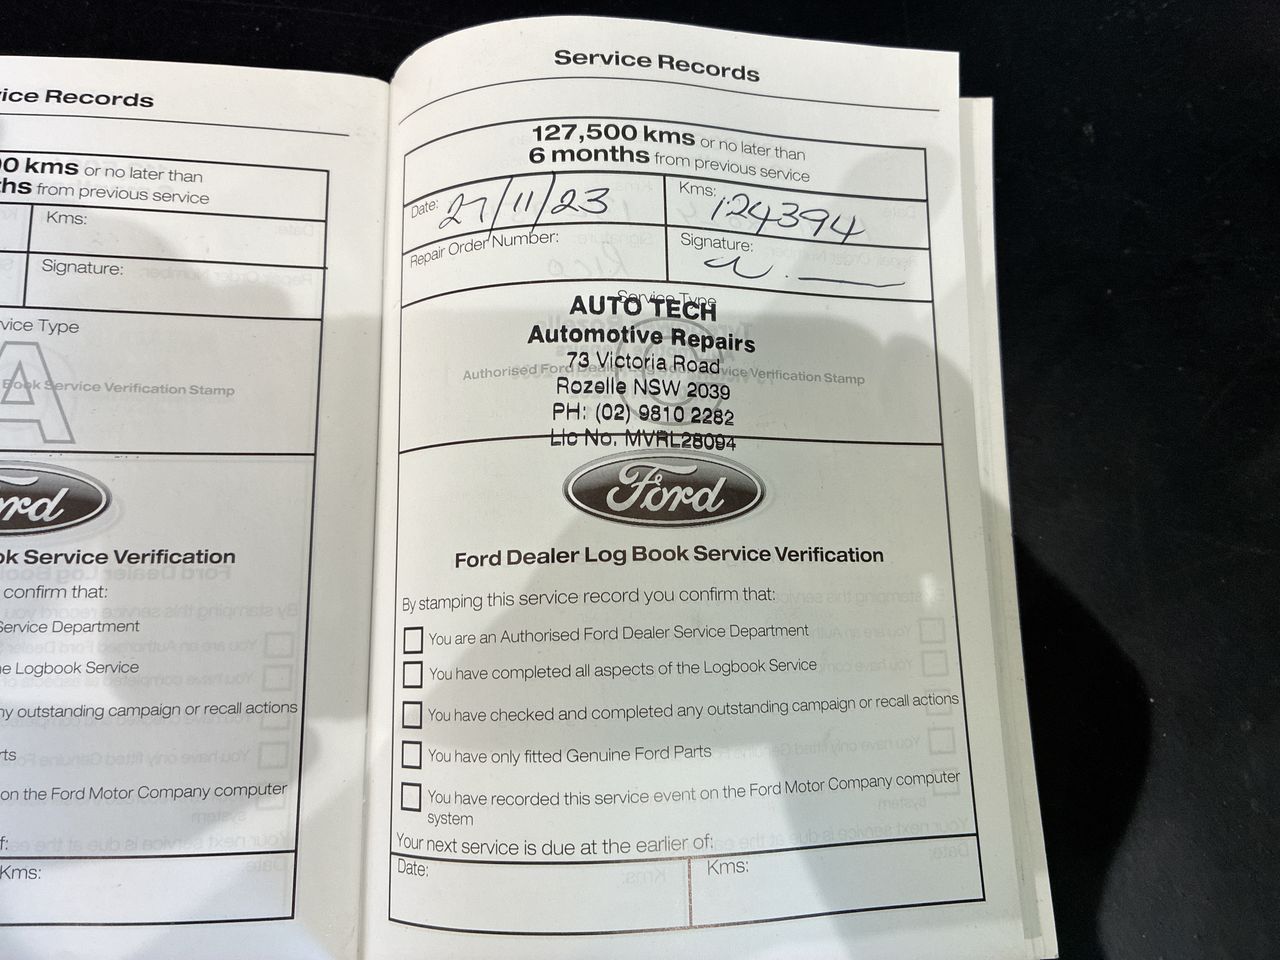 vice Records
00 kms or no later than
ths from previous service
Kms:
Signature:
vice Type
A
Book Service Verification Stamp
Ford
ok Service Verification
confirm that:
Service Department
e Logbook Service
ny outstanding campaign or recall actions
rts
on the Ford Motor Company computer
f:
Kms:
Service Records
127,500 kms or no later than
6 months from previous service
Date: 27/11/23
Kms: 124394
Repair Order Number:
Signature:
Service Type
AUTO TECH
Automotive Repairs
73 Victoria Road
Authorised Ford Dealer Log Book Service Verification Stamp
Rozelle NSW 2039
PH: (02) 9810 2282
Lic No. MVRL28094
Ford
Ford Dealer Log Book Service Verification
By stamping this service record you confirm that:
You are an Authorised Ford Dealer Service Department
You have completed all aspects of the Logbook Service
You have checked and completed any outstanding campaign or recall actions
You have only fitted Genuine Ford Parts
You have recorded this service event on the Ford Motor Company computer
system
Your next service is due at the earlier of:
Date:
Kms: